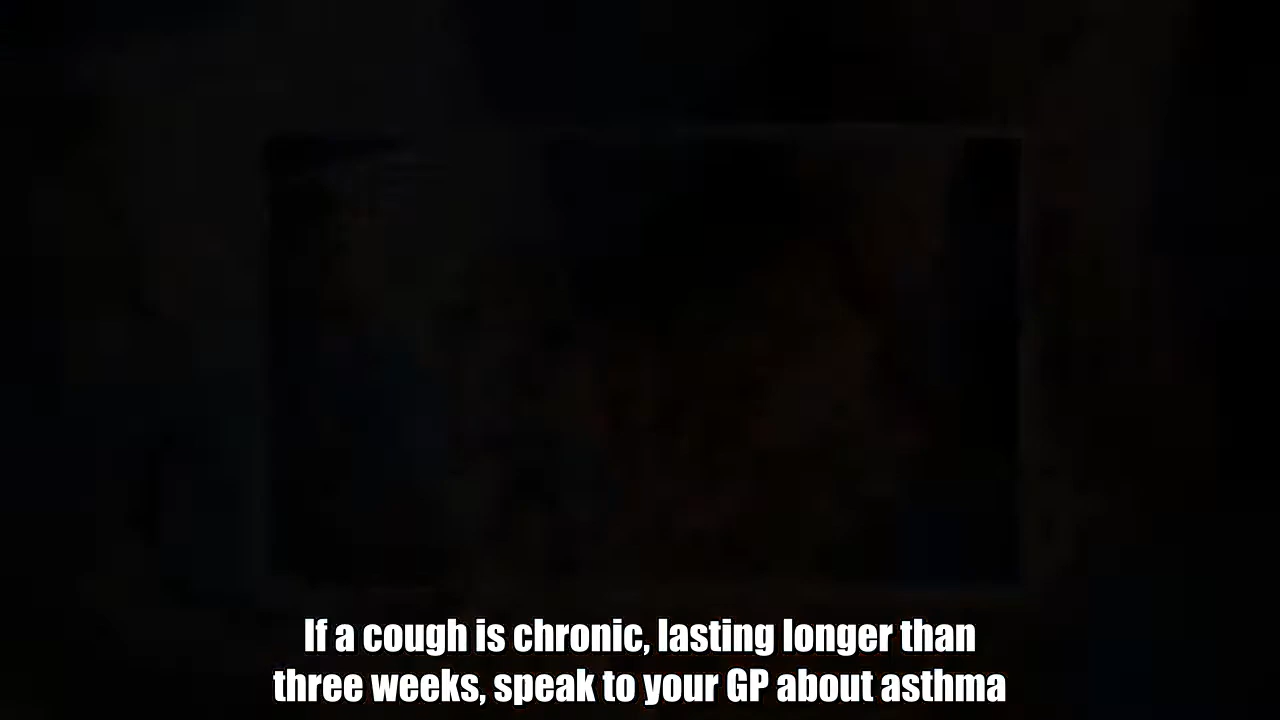 If a cough is chronic, lasting longer than
three weeks, speak to your GP about asthma